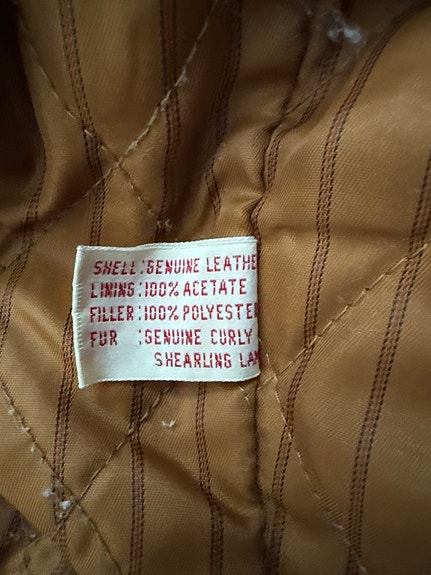 SHELL:GENUINE LEATHE
LINING:100% ACETATE
FILLER:100% POLYESTER
FUR :GENUINE CURLY
SHEARLING LAM